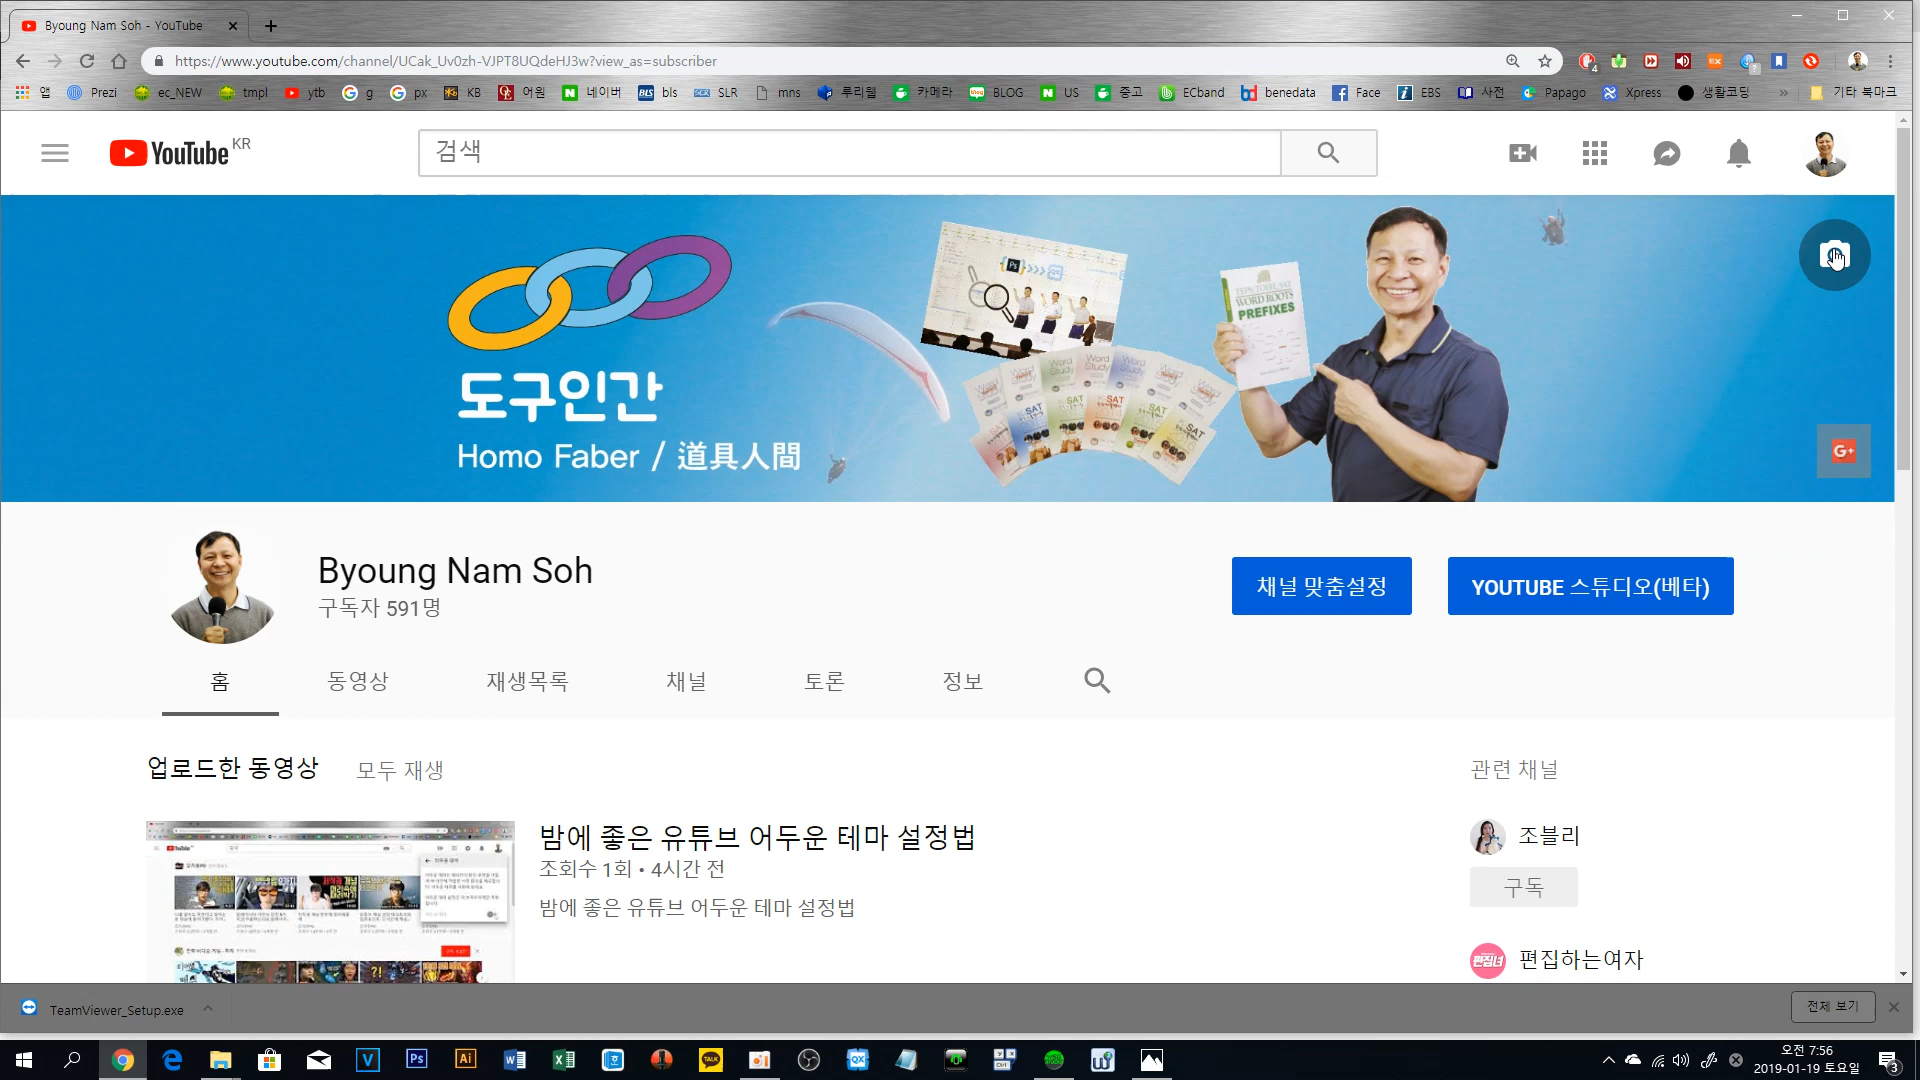 Byoung Nam Soh - YouTube
https://www.youtube.com/channel/UCak_Uv0zh-VJPT8UQdeHJ3w?view_as=subscriber
앱 Prezi ec_NEW tmpl ytb g px KB 어원 네이버 bls SLR mns 루리웹 카메라 BLOG US 중고 ECband benedata Face EBS 사전 Papago Xpress 생활코딩 » 기타 북마크
YouTube KR
검색
TEPS/TOEFL/SAT
WORD ROOTS
PREFIXES
Word Study
SAT
도구인간
Homo Faber / 道具人間
G+
Byoung Nam Soh
구독자 591명
채널 맞춤설정
YOUTUBE 스튜디오(베타)
홈 동영상 재생목록 채널 토론 정보
업로드한 동영상 모두 재생
관련 채널
밤에 좋은 유튜브 어두운 테마 설정법
조회수 1회 • 4시간 전
밤에 좋은 유튜브 어두운 테마 설정법
조블리
구독
편집하는여자
TeamViewer_Setup.exe
전체 보기
오전 7:56
2019-01-19 토요일
3